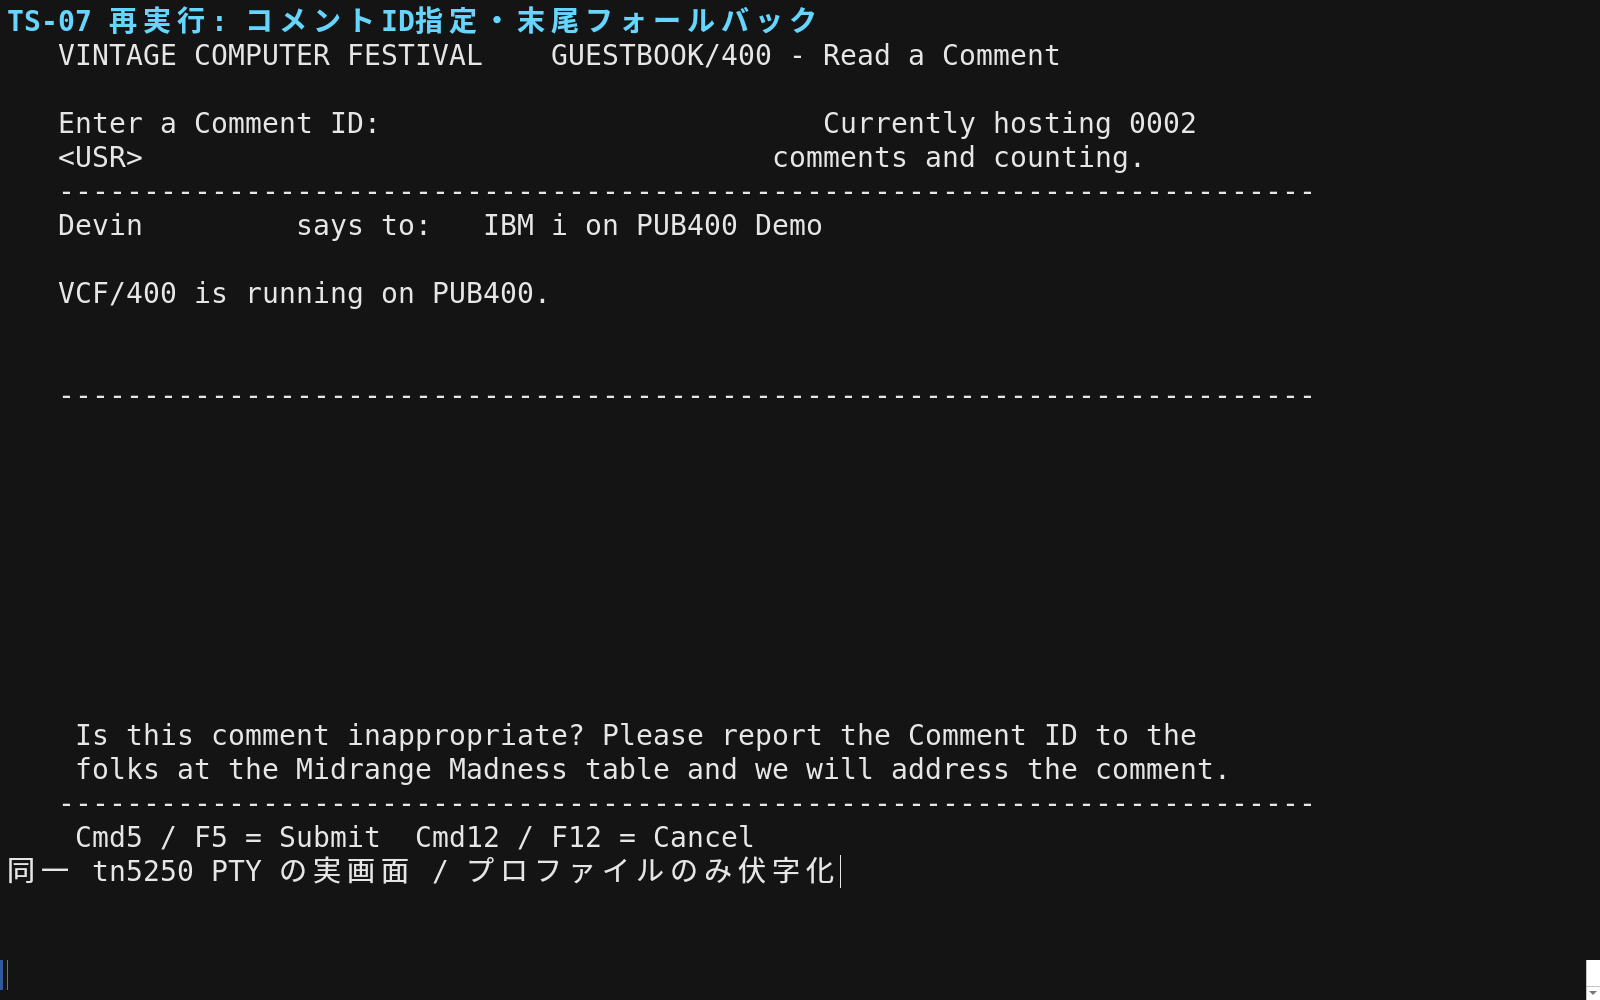 TS-07 再実行: コメントID指定・末尾フォールバック
VINTAGE COMPUTER FESTIVAL    GUESTBOOK/400 - Read a Comment
Enter a Comment ID:                          Currently hosting 0002
<USR>                                     comments and counting.
--------------------------------------------------------------------------
Devin         says to:   IBM i on PUB400 Demo
VCF/400 is running on PUB400.
--------------------------------------------------------------------------
Is this comment inappropriate? Please report the Comment ID to the
folks at the Midrange Madness table and we will address the comment.
--------------------------------------------------------------------------
Cmd5 / F5 = Submit  Cmd12 / F12 = Cancel
同一 tn5250 PTY の実画面 / プロファイルのみ伏字化